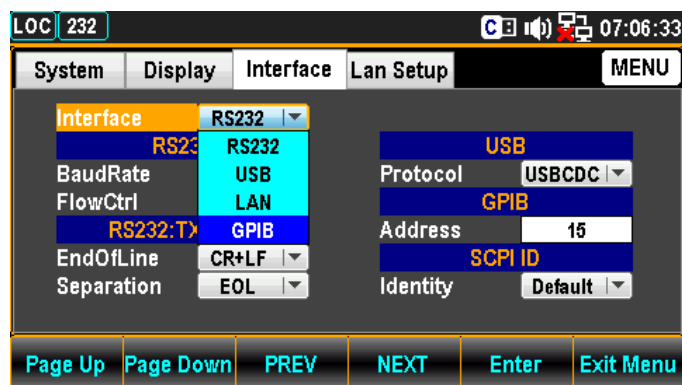 LOC 232 C 07:06:33
System Display Interface Lan Setup MENU
Interface RS232
RS23 RS232 USB
BaudRate USB Protocol USBCDC
FlowCtrl LAN GPIB
RS232:TX GPIB Address 15
EndOfLine CR+LF SCPI ID
Separation EOL Identity Default
Page Up Page Down PREV NEXT Enter Exit Menu